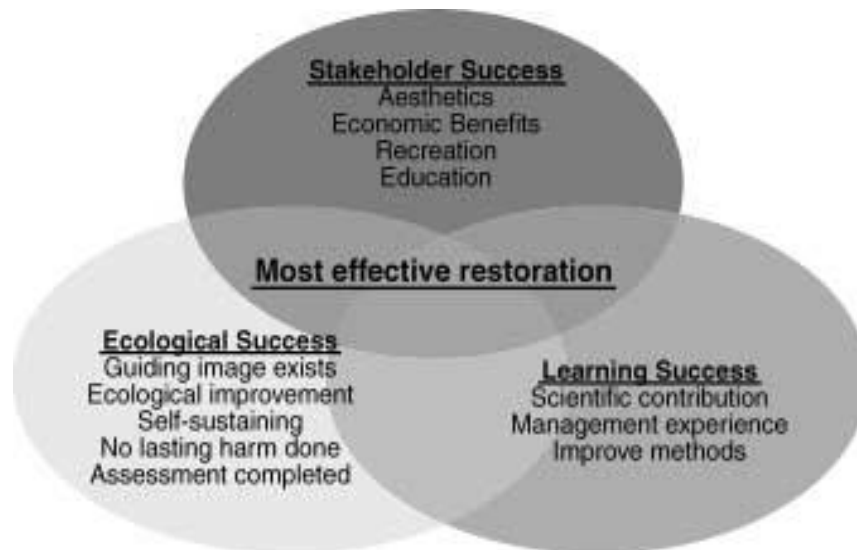 Stakeholder Success
Aesthetics
Economic Benefits
Recreation
Education
Most effective restoration
Ecological Success
Guiding image exists
Ecological improvement
Self-sustaining
No lasting harm done
Assessment completed
Learning Success
Scientific contribution
Management experience
Improve methods